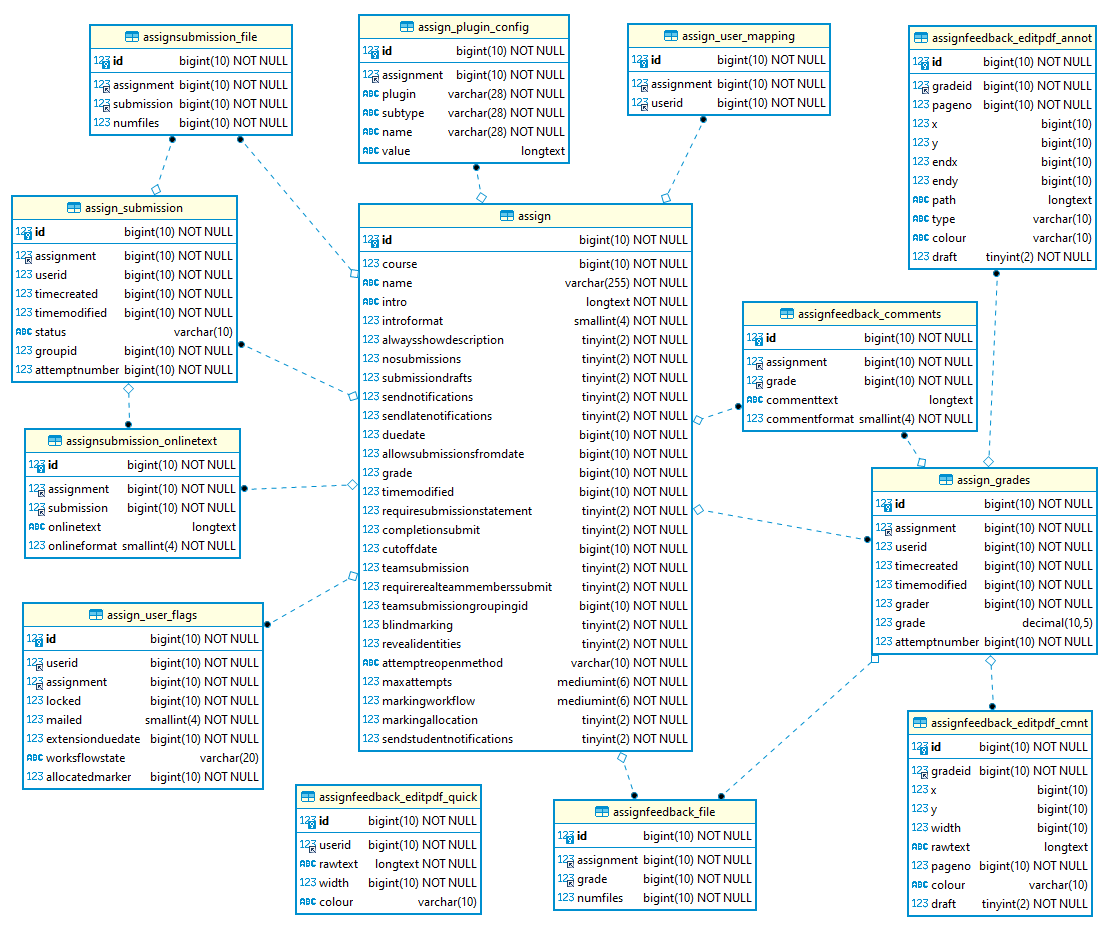 assignsubmission_file
123 id bigint(10) NOT NULL
123 assignment bigint(10) NOT NULL
123 submission bigint(10) NOT NULL
123 numfiles bigint(10) NOT NULL
assign_plugin_config
123 id bigint(10) NOT NULL
123 assignment bigint(10) NOT NULL
ABC plugin varchar(28) NOT NULL
ABC subtype varchar(28) NOT NULL
ABC name varchar(28) NOT NULL
ABC value longtext
assign_user_mapping
123 id bigint(10) NOT NULL
123 assignment bigint(10) NOT NULL
123 userid bigint(10) NOT NULL
assignfeedback_editpdf_annot
123 id bigint(10) NOT NULL
123 gradeid bigint(10) NOT NULL
123 pageno bigint(10) NOT NULL
123 x bigint(10)
123 y bigint(10)
123 endx bigint(10)
123 endy bigint(10)
ABC path longtext
ABC type varchar(10)
ABC colour varchar(10)
123 draft tinyint(2) NOT NULL
assign_submission
123 id bigint(10) NOT NULL
123 assignment bigint(10) NOT NULL
123 userid bigint(10) NOT NULL
123 timecreated bigint(10) NOT NULL
123 timemodified bigint(10) NOT NULL
ABC status varchar(10)
123 groupid bigint(10) NOT NULL
123 attemptnumber bigint(10) NOT NULL
assign
123 id bigint(10) NOT NULL
123 course bigint(10) NOT NULL
ABC name varchar(255) NOT NULL
ABC intro longtext NOT NULL
123 introformat smallint(4) NOT NULL
123 alwaysshowdescription tinyint(2) NOT NULL
123 nosubmissions tinyint(2) NOT NULL
123 submissiondrafts tinyint(2) NOT NULL
123 sendnotifications tinyint(2) NOT NULL
123 sendlatenotifications tinyint(2) NOT NULL
123 duedate bigint(10) NOT NULL
123 allowsubmissionsfromdate bigint(10) NOT NULL
123 grade bigint(10) NOT NULL
123 timemodified bigint(10) NOT NULL
123 requiresubmissionstatement tinyint(2) NOT NULL
123 completionsubmit tinyint(2) NOT NULL
123 cutoffdate bigint(10) NOT NULL
123 teamsubmission tinyint(2) NOT NULL
123 requirerealteammemberssubmit tinyint(2) NOT NULL
123 teamsubmissiongroupingid bigint(10) NOT NULL
123 blindmarking tinyint(2) NOT NULL
123 revealidentities tinyint(2) NOT NULL
ABC attemptreopenmethod varchar(10) NOT NULL
123 maxattempts mediumint(6) NOT NULL
123 markingworkflow mediumint(6) NOT NULL
123 markingallocation tinyint(2) NOT NULL
123 sendstudentnotifications tinyint(2) NOT NULL
assignfeedback_comments
123 id bigint(10) NOT NULL
123 assignment bigint(10) NOT NULL
123 grade bigint(10) NOT NULL
ABC commenttext longtext
123 commentformat smallint(4) NOT NULL
assignsubmission_onlinetext
123 id bigint(10) NOT NULL
123 assignment bigint(10) NOT NULL
123 submission bigint(10) NOT NULL
ABC onlinetext longtext
123 onlineformat smallint(4) NOT NULL
assign_grades
123 id bigint(10) NOT NULL
123 assignment bigint(10) NOT NULL
123 userid bigint(10) NOT NULL
123 timecreated bigint(10) NOT NULL
123 timemodified bigint(10) NOT NULL
123 grader bigint(10) NOT NULL
123 grade decimal(10,5)
123 attemptnumber bigint(10) NOT NULL
assign_user_flags
123 id bigint(10) NOT NULL
123 userid bigint(10) NOT NULL
123 assignment bigint(10) NOT NULL
123 locked bigint(10) NOT NULL
123 mailed smallint(4) NOT NULL
123 extensionduedate bigint(10) NOT NULL
ABC worksflowstate varchar(20)
123 allocatedmarker bigint(10) NOT NULL
assignfeedback_editpdf_quick
123 id bigint(10) NOT NULL
123 userid bigint(10) NOT NULL
ABC rawtext longtext NOT NULL
123 width bigint(10) NOT NULL
ABC colour varchar(10)
assignfeedback_file
123 id bigint(10) NOT NULL
123 assignment bigint(10) NOT NULL
123 grade bigint(10) NOT NULL
123 numfiles bigint(10) NOT NULL
assignfeedback_editpdf_cmnt
123 id bigint(10) NOT NULL
123 gradeid bigint(10) NOT NULL
123 x bigint(10)
123 y bigint(10)
123 width bigint(10)
ABC rawtext longtext
123 pageno bigint(10) NOT NULL
ABC colour varchar(10)
123 draft tinyint(2) NOT NULL